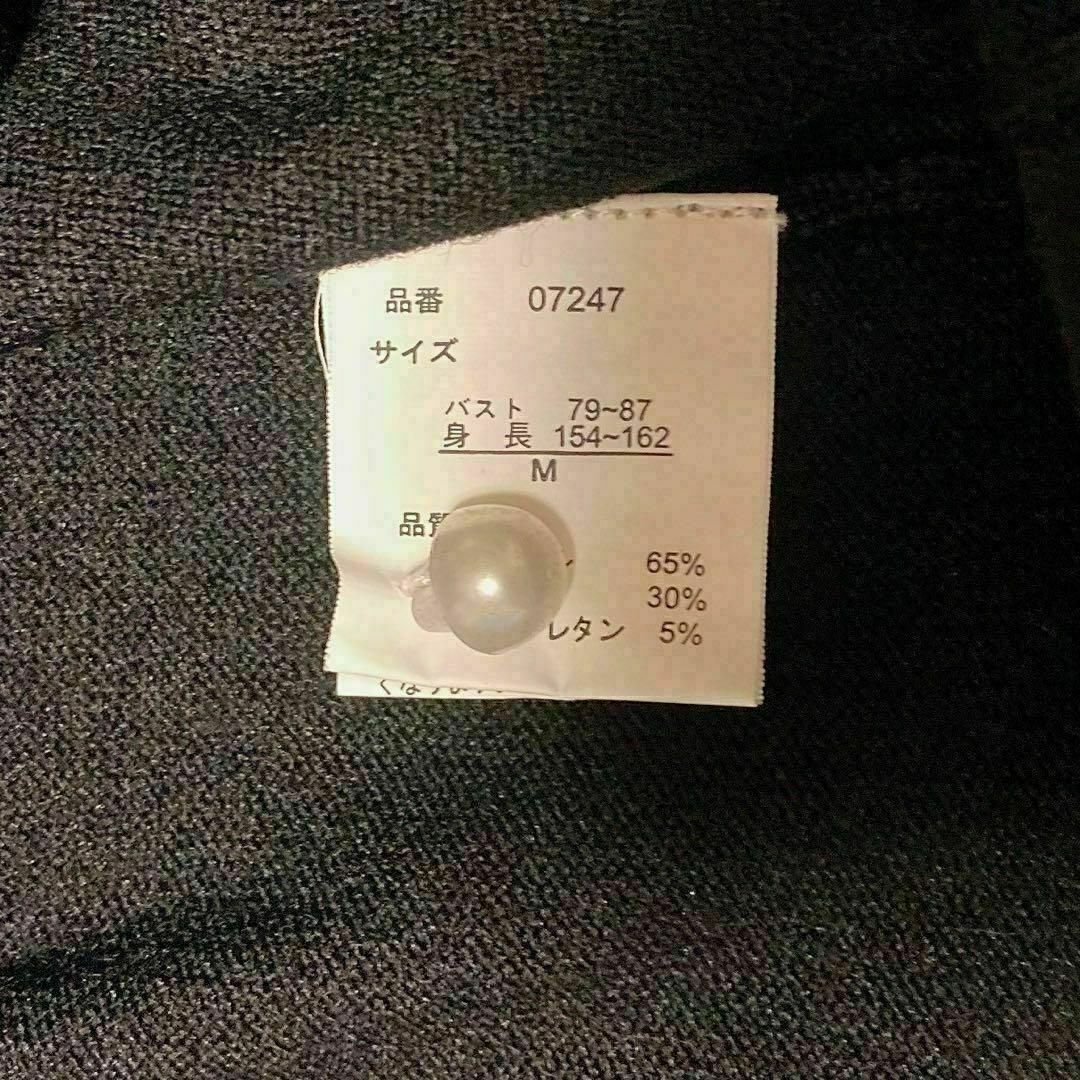 品番 07247
サイズ
バスト 79~87
身 長 154~162
M
品質
65%
30%
レタン 5%